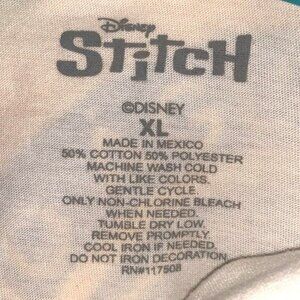 Disney
STitCH
©DISNEY
XL
MADE IN MEXICO
50% COTTON 50% POLYESTER
MACHINE WASH COLD
WITH LIKE COLORS.
GENTLE CYCLE.
ONLY NON-CHLORINE BLEACH
WHEN NEEDED.
TUMBLE DRY LOW.
REMOVE PROMPTLY.
COOL IRON IF NEEDED.
DO NOT IRON DECORATION.
RN#117508